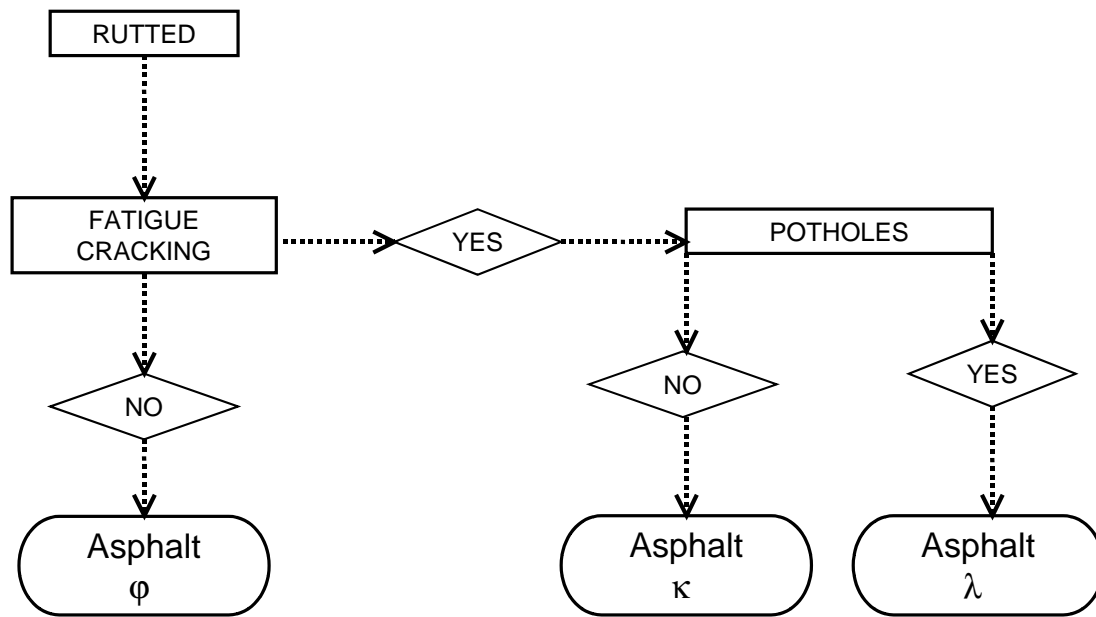 RUTTED
FATIGUE
CRACKING
YES
POTHOLES
NO
NO
YES
Asphalt
φ
Asphalt
κ
Asphalt
λ